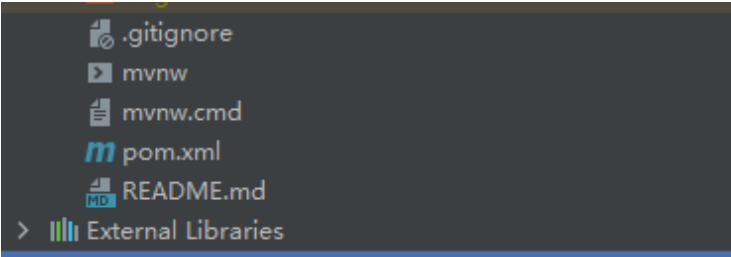 .gitignore
mvnw
mvnw.cmd
pom.xml
README.md
External Libraries